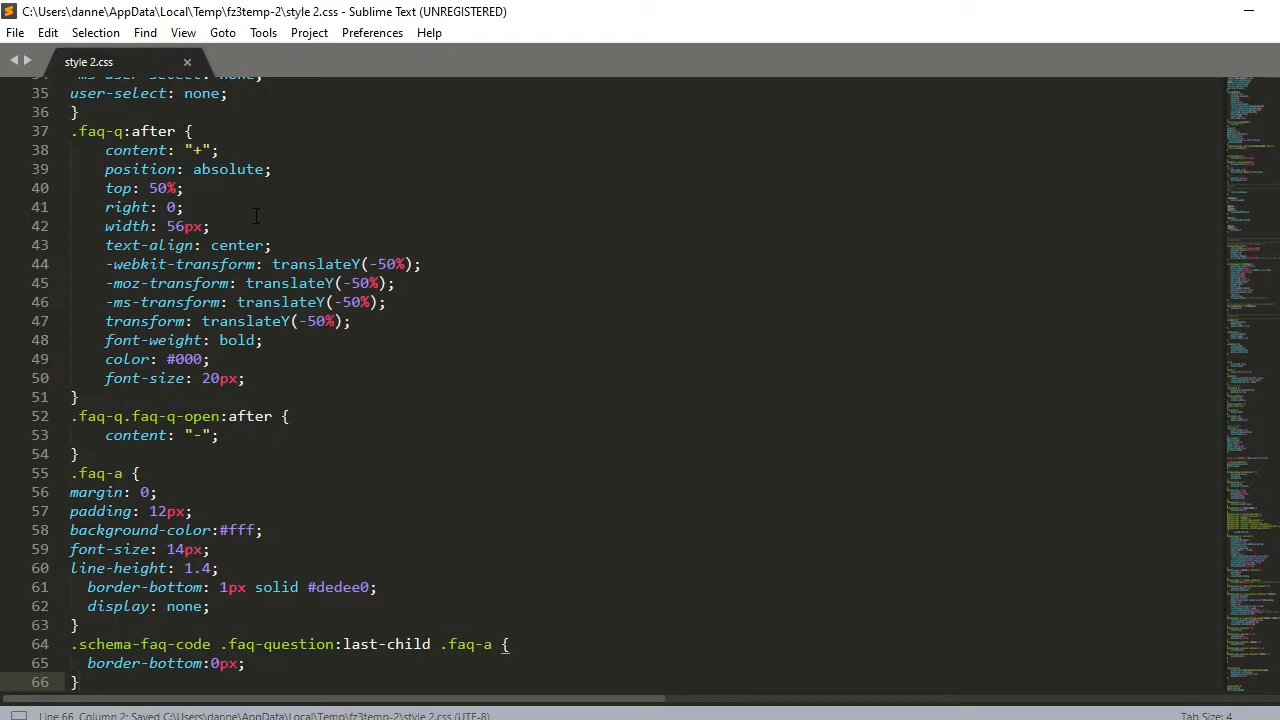 C:\Users\danne\AppData\Local\Temp\fz3temp-2\style 2.css - Sublime Text (UNREGISTERED)
File Edit Selection Find View Goto Tools Project Preferences Help
style 2.css
34 -ms-user-select: none;
35 user-select: none;
36 }
37 .faq-q:after {
38 content: "+";
39 position: absolute;
40 top: 50%;
41 right: 0;
42 width: 56px;
43 text-align: center;
44 -webkit-transform: translateY(-50%);
45 -moz-transform: translateY(-50%);
46 -ms-transform: translateY(-50%);
47 transform: translateY(-50%);
48 font-weight: bold;
49 color: #000;
50 font-size: 20px;
51 }
52 .faq-q.faq-q-open:after {
53 content: "-";
54 }
55 .faq-a {
56 margin: 0;
57 padding: 12px;
58 background-color:#fff;
59 font-size: 14px;
60 line-height: 1.4;
61 border-bottom: 1px solid #dedee0;
62 display: none;
63 }
64 .schema-faq-code .faq-question:last-child .faq-a {
65 border-bottom:0px;
66 }
Line 66, Column 2; Saved C:\Users\danne\AppData\Local\Temp\fz3temp-2\style 2.css (UTF-8)
Tab Size: 4